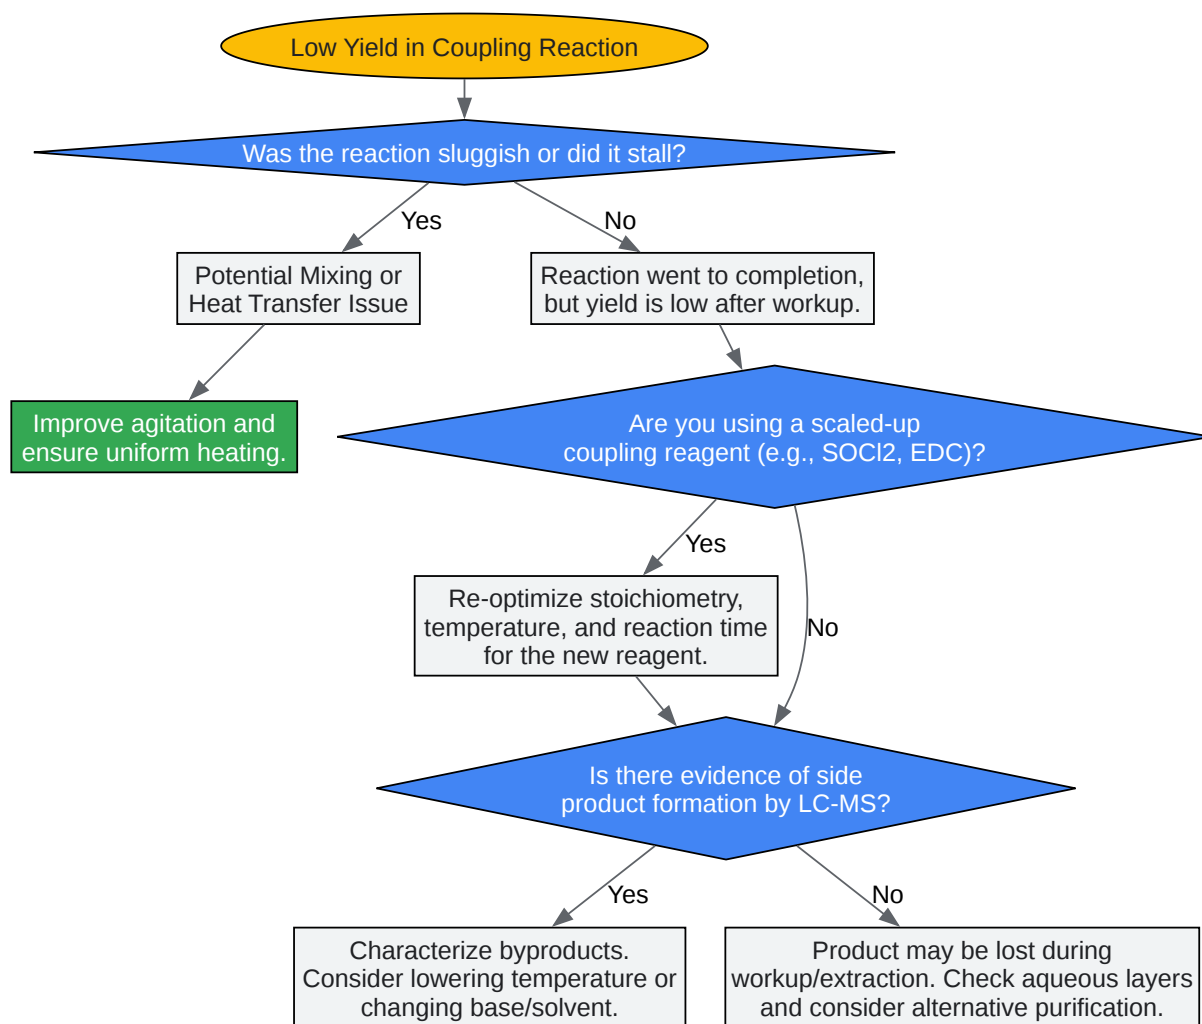 Low Yield in Coupling Reaction
Was the reaction sluggish or did it stall?
Yes
No
Potential Mixing or
Heat Transfer Issue
Reaction went to completion,
but yield is low after workup.
Improve agitation and
ensure uniform heating.
Are you using a scaled-up
coupling reagent (e.g., SOCl2, EDC)?
Yes
No
Re-optimize stoichiometry,
temperature, and reaction time
for the new reagent.
Is there evidence of side
product formation by LC-MS?
Yes
No
Characterize byproducts.
Consider lowering temperature or
changing base/solvent.
Product may be lost during
workup/extraction. Check aqueous layers
and consider alternative purification.